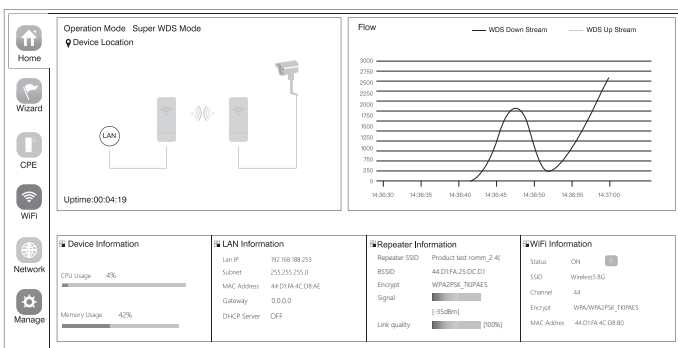 Home
Wizard
CPE
WiFi
Network
Manage
Operation Mode Super WDS Mode
Device Location
LAN
Uptime:00:04:19
Flow
WDS Down Stream
WDS Up Stream
3000
2750
2500
2250
2000
1750
1500
1250
1000
750
500
250
0
14:36:30
14:36:35
14:36:40
14:36:45
14:36:50
14:36:55
14:37:00
Device Information
CPU Usage 4%
Memory Usage 42%
LAN Information
Lan IP 192.168.188.253
Subnet 255.255.255.0
MAC Address 44:D1:FA:4C:D8:AE
Gateway 0.0.0.0
DHCP Server OFF
Repeater Information
Repeater SSID Product test romm_2.4(
BSSID 44:D1:FA:25:DC:D1
Encrypt WPA2PSK_TKIPAES
Signal
[-35dBm]
Link quality [100%]
WiFi Information
Status ON
SSID Wireless5.8G
Channel 44
Encrypt WPA/WPA2PSK_TKIPAES
MAC Addres 44:D1:FA:4C:D8:B0